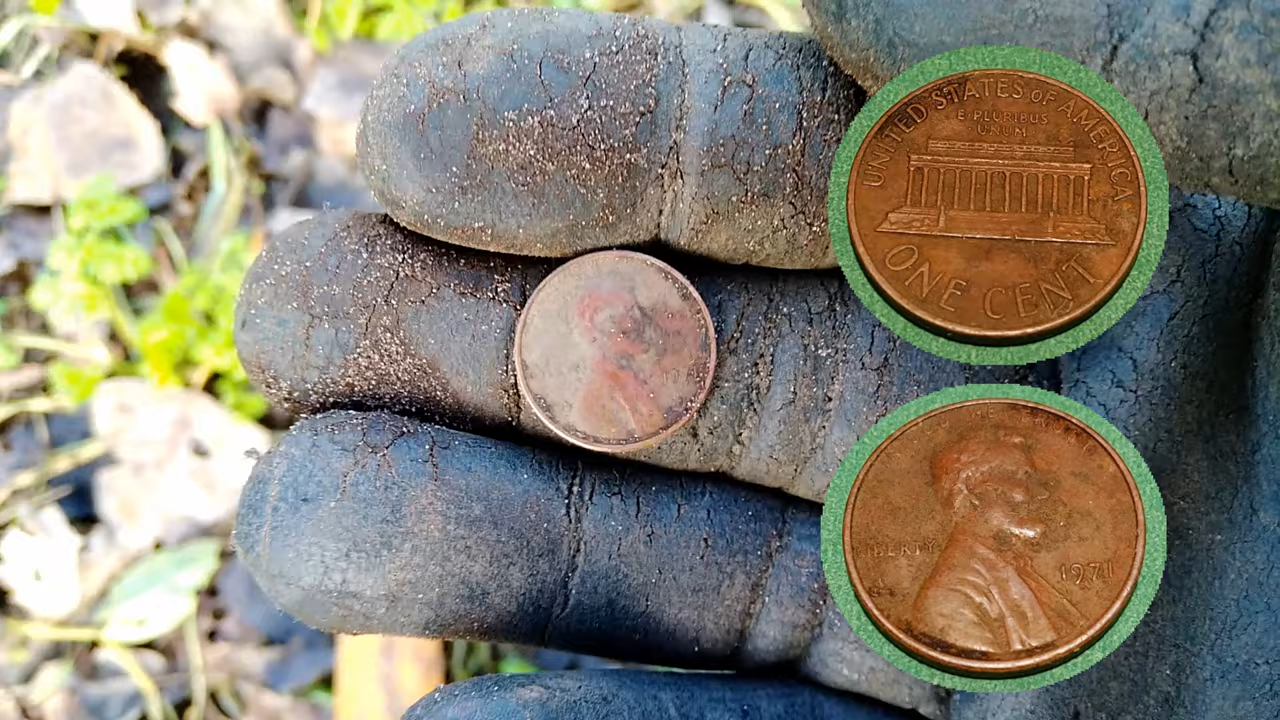 UNITED STATES OF AMERICA
E·PLURIBUS
UNUM
ONE CENT
LIBERTY
1971